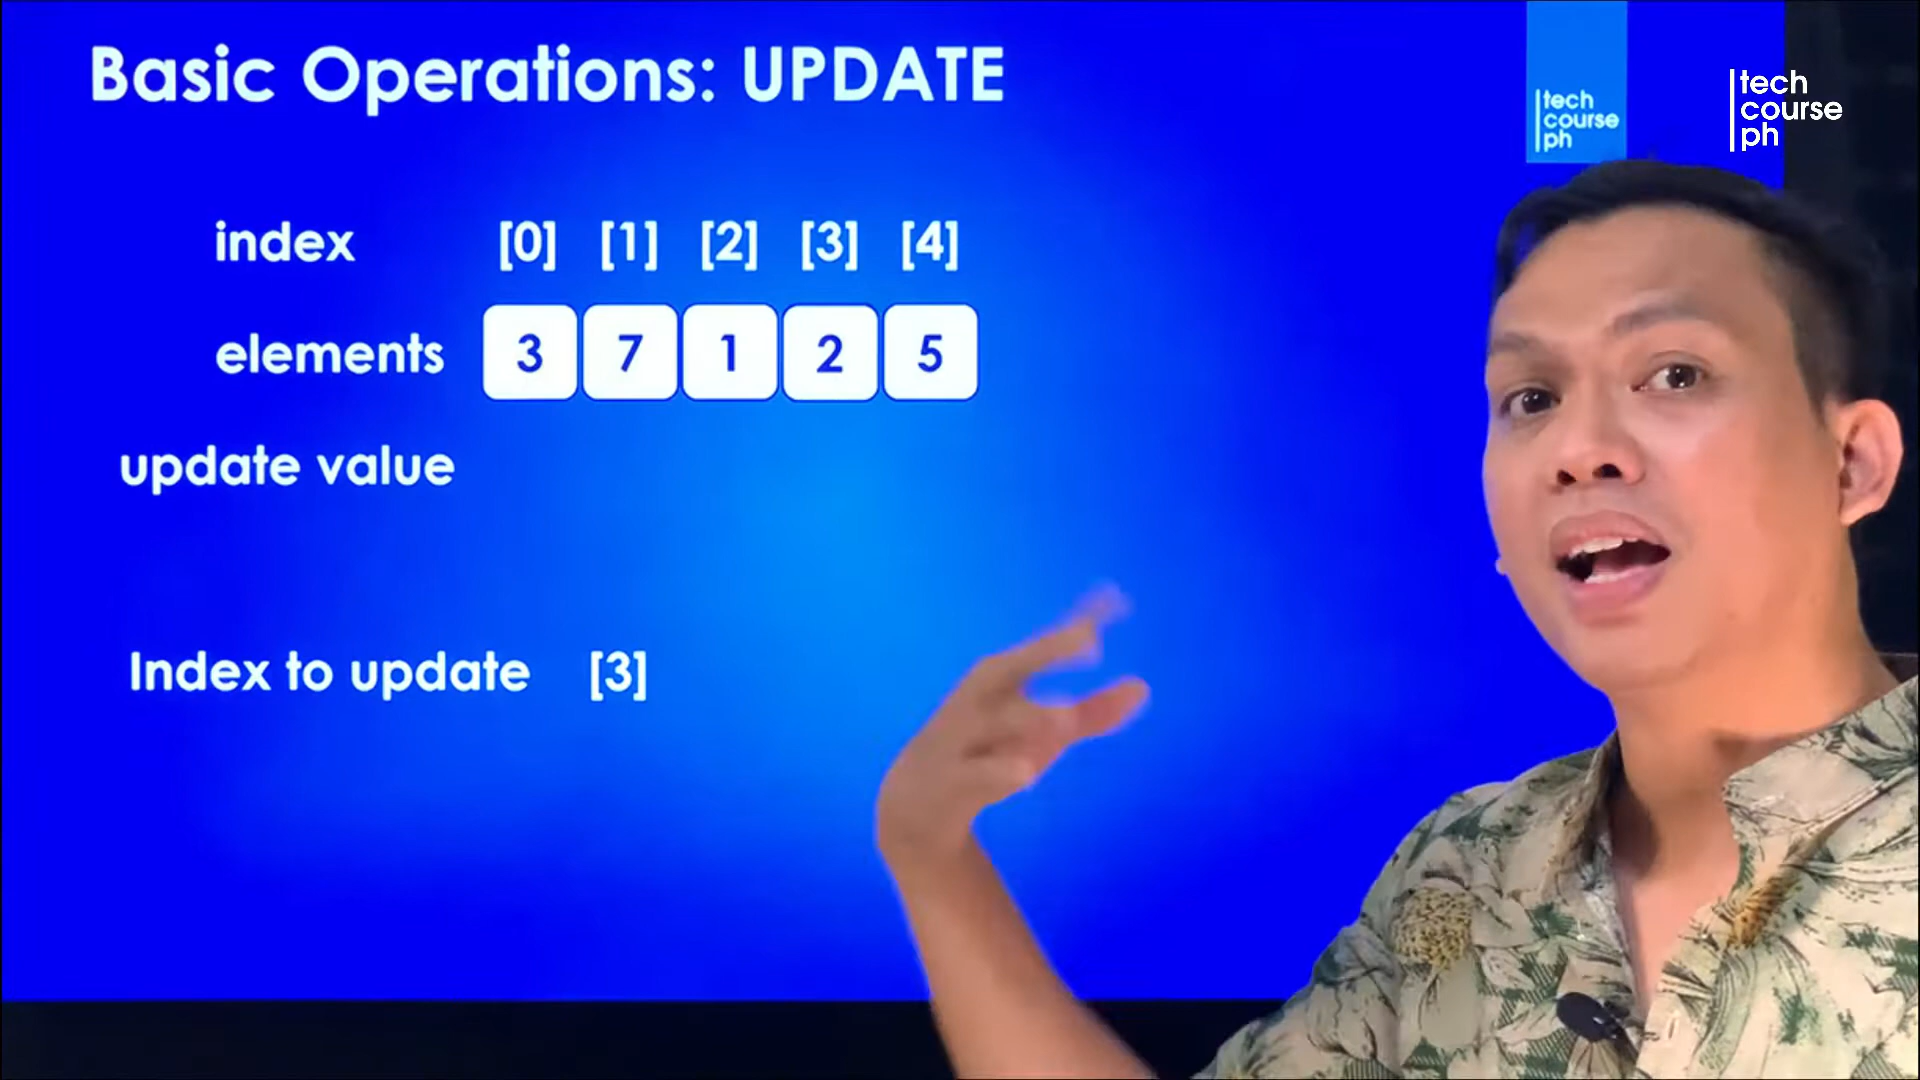 Basic Operations: UPDATE
tech
course
ph
tech
course
ph
index [0] [1] [2] [3] [4]
elements 3 7 1 2 5
update value
Index to update [3]